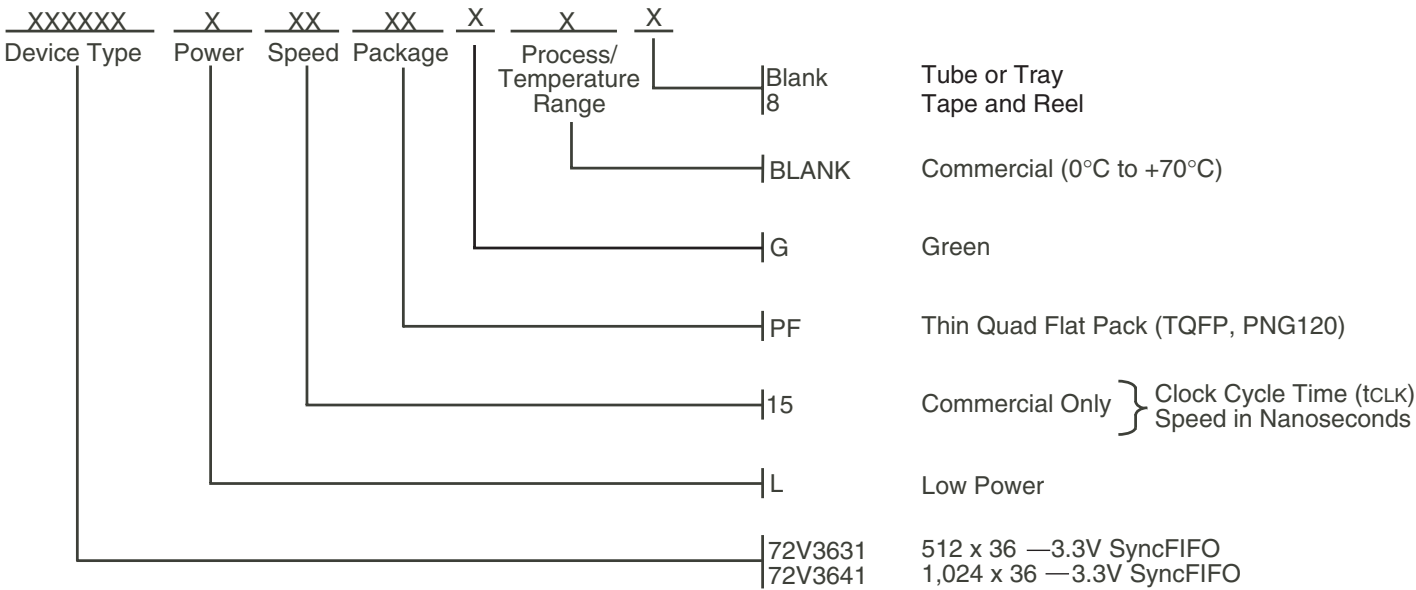 XXXXXX X XX XX X X X
Device Type Power Speed Package Process/
Temperature
Range
Blank Tube or Tray
8 Tape and Reel
BLANK Commercial (0°C to +70°C)
G Green
PF Thin Quad Flat Pack (TQFP, PNG120)
15 Commercial Only } Clock Cycle Time (tCLK)
Speed in Nanoseconds
L Low Power
72V3631 512 x 36 —3.3V SyncFIFO
72V3641 1,024 x 36 —3.3V SyncFIFO